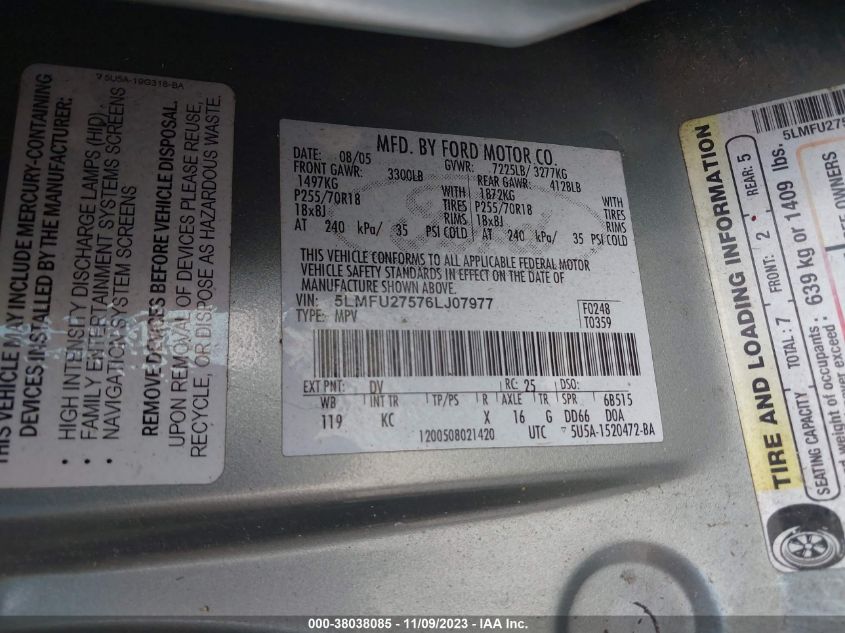 75U5A-19G318-BA
THIS VEHICLE MAY INCLUDE MERCURY-CONTAINING
DEVICES INSTALLED BY THE MANUFACTURER:
• HIGH INTENSITY DISCHARGE LAMPS (HID)
• FAMILY ENTERTAINMENT SYSTEMS SCREENS
• NAVIGATION SYSTEM SCREENS
REMOVE DEVICES BEFORE VEHICLE DISPOSAL.
UPON REMOVAL OF DEVICES PLEASE REUSE,
RECYCLE, OR DISPOSE AS HAZARDOUS WASTE.
MFD. BY FORD MOTOR CO.
DATE: 08/05 GVWR: 7225LB/ 3277KG
FRONT GAWR: 3300LB REAR GAWR: 4128LB
1497KG WITH 1872KG WITH
P255/70R18 TIRES P255/70R18 TIRES
18x8J RIMS 18x8J RIMS
AT 240 kPa/ 35 PSI COLD AT 240 kPa/ 35 PSI COLD
THIS VEHICLE CONFORMS TO ALL APPLICABLE FEDERAL MOTOR
VEHICLE SAFETY STANDARDS IN EFFECT ON THE DATE OF
MANUFACTURE SHOWN ABOVE.
VIN: 5LMFU27576LJ07977 F0248
TYPE: MPV T0359
EXT PNT: DV RC: 25 DSO:
WB INT TR TP/PS R AXLE TR SPR 6B515
119 KC X 16 G DD66 DOA
1200508021420 UTC 5U5A-1520472-BA
5LMFU275
TIRE AND LOADING INFORMATION
SEATING CAPACITY TOTAL: 7 FRONT: 2 • REAR: 5
weight of occupants: 639 kg or 1409 lbs.
000-38038085 - 11/09/2023 - IAA Inc.